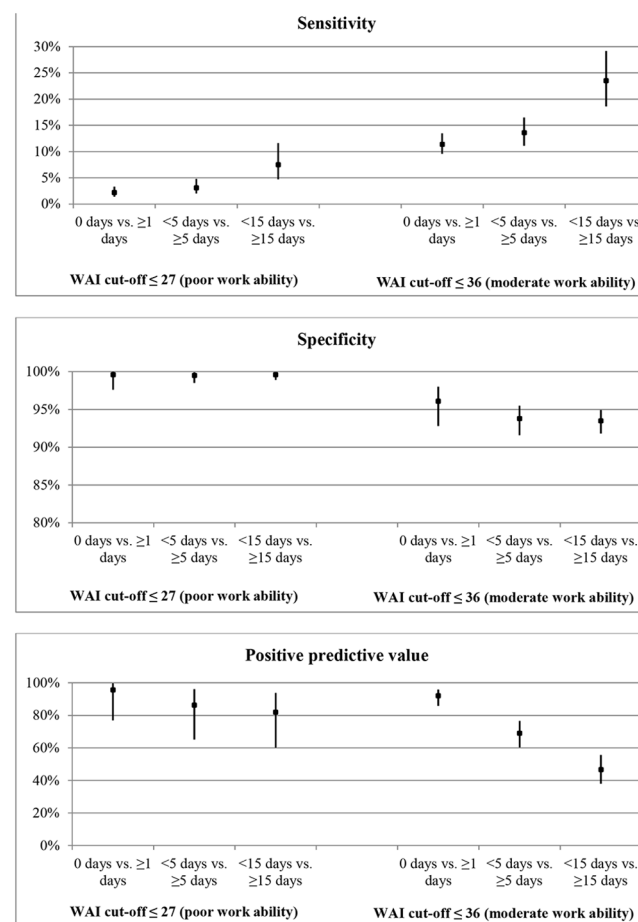 Sensitivity
30%
25%
20%
15%
10%
5%
0%
0 days vs. ≥1 <5 days vs. <15 days vs. 0 days vs. ≥1 <5 days vs. <15 days vs
days ≥5 days ≥15 days days ≥5 days ≥15 days
WAI cut-off ≤ 27 (poor work ability) WAI cut-off ≤ 36 (moderate work ability)
Specificity
100%
95%
90%
85%
80%
0 days vs. ≥1 <5 days vs. <15 days vs. 0 days vs. ≥1 <5 days vs. <15 days vs.
days ≥5 days ≥15 days days ≥5 days ≥15 days
WAI cut-off ≤ 27 (poor work ability) WAI cut-off ≤ 36 (moderate work ability)
Positive predictive value
100%
80%
60%
40%
20%
0%
0 days vs. ≥1 <5 days vs. <15 days vs. 0 days vs. ≥1 <5 days vs. <15 days vs.
days ≥5 days ≥15 days days ≥5 days ≥15 days
WAI cut-off ≤ 27 (poor work ability) WAI cut-off ≤ 36 (moderate work ability)